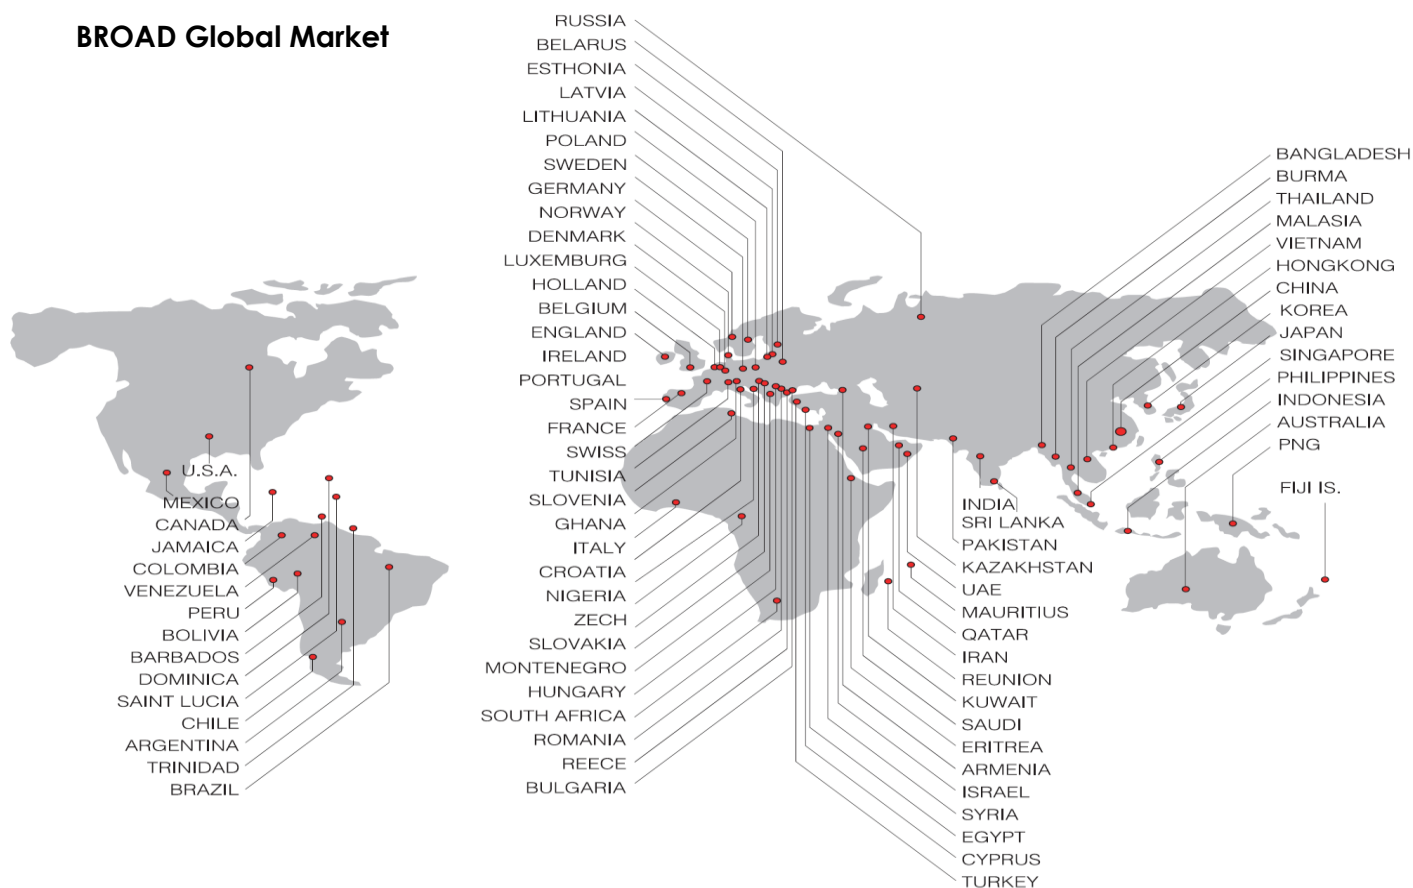 BROAD Global Market
RUSSIA
BELARUS
ESTHONIA
LATVIA
LITHUANIA
POLAND
SWEDEN
GERMANY
NORWAY
DENMARK
LUXEMBURG
HOLLAND
BELGIUM
ENGLAND
IRELAND
PORTUGAL
SPAIN
FRANCE
SWISS
TUNISIA
SLOVENIA
GHANA
ITALY
CROATIA
NIGERIA
ZECH
SLOVAKIA
MONTENEGRO
HUNGARY
SOUTH AFRICA
ROMANIA
REECE
BULGARIA
U.S.A.
MEXICO
CANADA
JAMAICA
COLOMBIA
VENEZUELA
PERU
BOLIVIA
BARBADOS
DOMINICA
SAINT LUCIA
CHILE
ARGENTINA
TRINIDAD
BRAZIL
BANGLADESH
BURMA
THAILAND
MALASIA
VIETNAM
HONGKONG
CHINA
KOREA
JAPAN
SINGAPORE
PHILIPPINES
INDONESIA
AUSTRALIA
PNG
FIJI IS.
INDIA
SRI LANKA
PAKISTAN
KAZAKHSTAN
UAE
MAURITIUS
QATAR
IRAN
REUNION
KUWAIT
SAUDI
ERITREA
ARMENIA
ISRAEL
SYRIA
EGYPT
CYPRUS
TURKEY